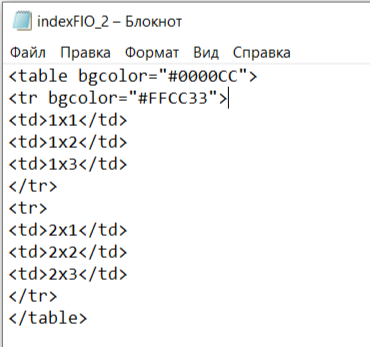 indexFIO_2 – Блокнот
Файл Правка Формат Вид Справка
<table bgcolor="#0000CC">
<tr bgcolor="#FFCC33">
<td>1x1</td>
<td>1x2</td>
<td>1x3</td>
</tr>
<tr>
<td>2x1</td>
<td>2x2</td>
<td>2x3</td>
</tr>
</table>